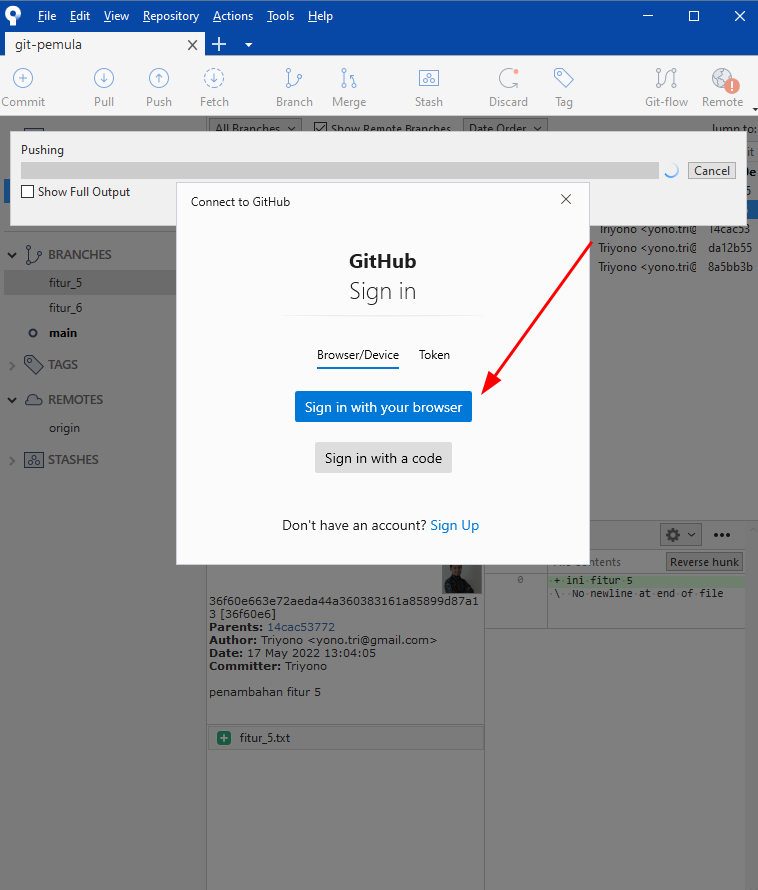 File Edit View Repository Actions Tools Help
git-pemula
Commit Pull Push Fetch Branch Merge Stash Discard Tag Git-flow Remote
All Branches Show Remote Branches Date Order Jump to:
Pushing
Cancel
Show Full Output
Connect to GitHub
GitHub
Sign in
Browser/Device Token
Sign in with your browser
Sign in with a code
Don't have an account? Sign Up
Triyono <yono.tri@ 14cac53
Triyono <yono.tri@ da12b55
Triyono <yono.tri@ 8a5bb3b
BRANCHES
fitur_5
fitur_6
main
TAGS
REMOTES
origin
STASHES
36f60e663e72aeda44a360383161a85899d87a1
3 [36f60e6]
Parents: 14cac53772
Author: Triyono <yono.tri@gmail.com>
Date: 17 May 2022 13:04:05
Committer: Triyono
penambahan fitur 5
fitur_5.txt
Reverse hunk
0 + ini fitur 5
\ No newline at end of file